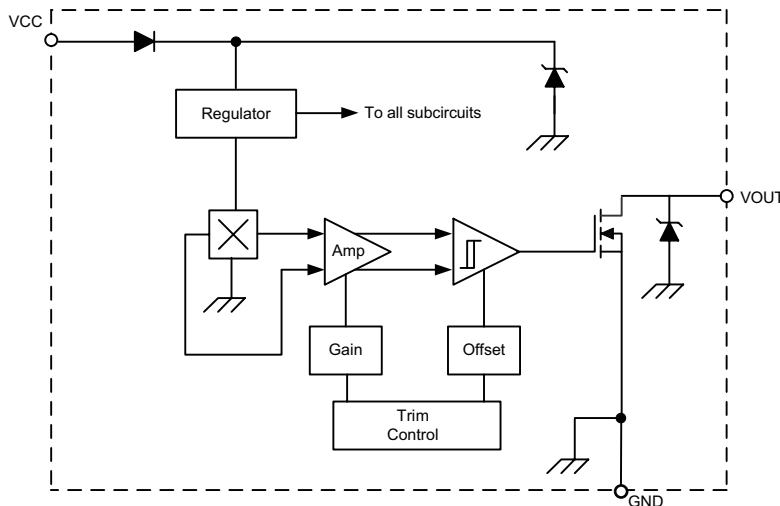 VCC
Regulator
To all subcircuits
VOUT
Amp
Gain
Offset
Trim
Control
GND